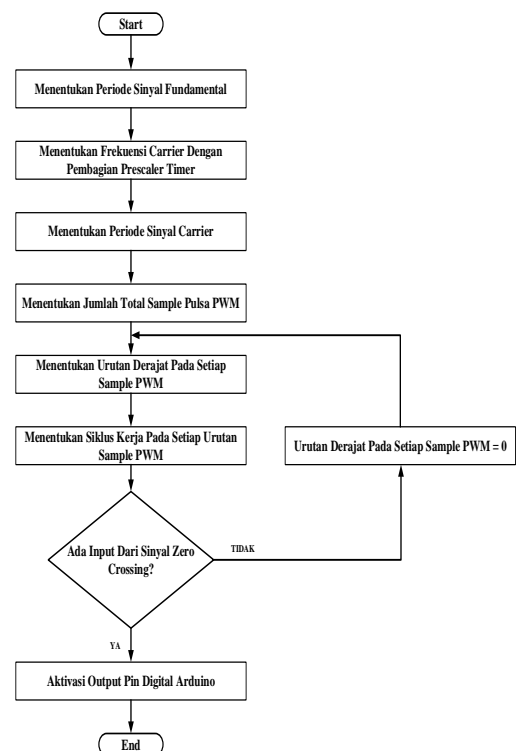 Start
Menentukan Periode Sinyal Fundamental
Menentukan Frekuensi Carrier Dengan
Pembagian Prescaler Timer
Menentukan Periode Sinyal Carrier
Menentukan Jumlah Total Sample Pulsa PWM
Menentukan Urutan Derajat Pada Setiap
Sample PWM
Menentukan Siklus Kerja Pada Setiap Urutan
Sample PWM
Urutan Derajat Pada Setiap Sample PWM = 0
Ada Input Dari Sinyal Zero
Crossing?
TIDAK
YA
Aktivasi Output Pin Digital Arduino
End